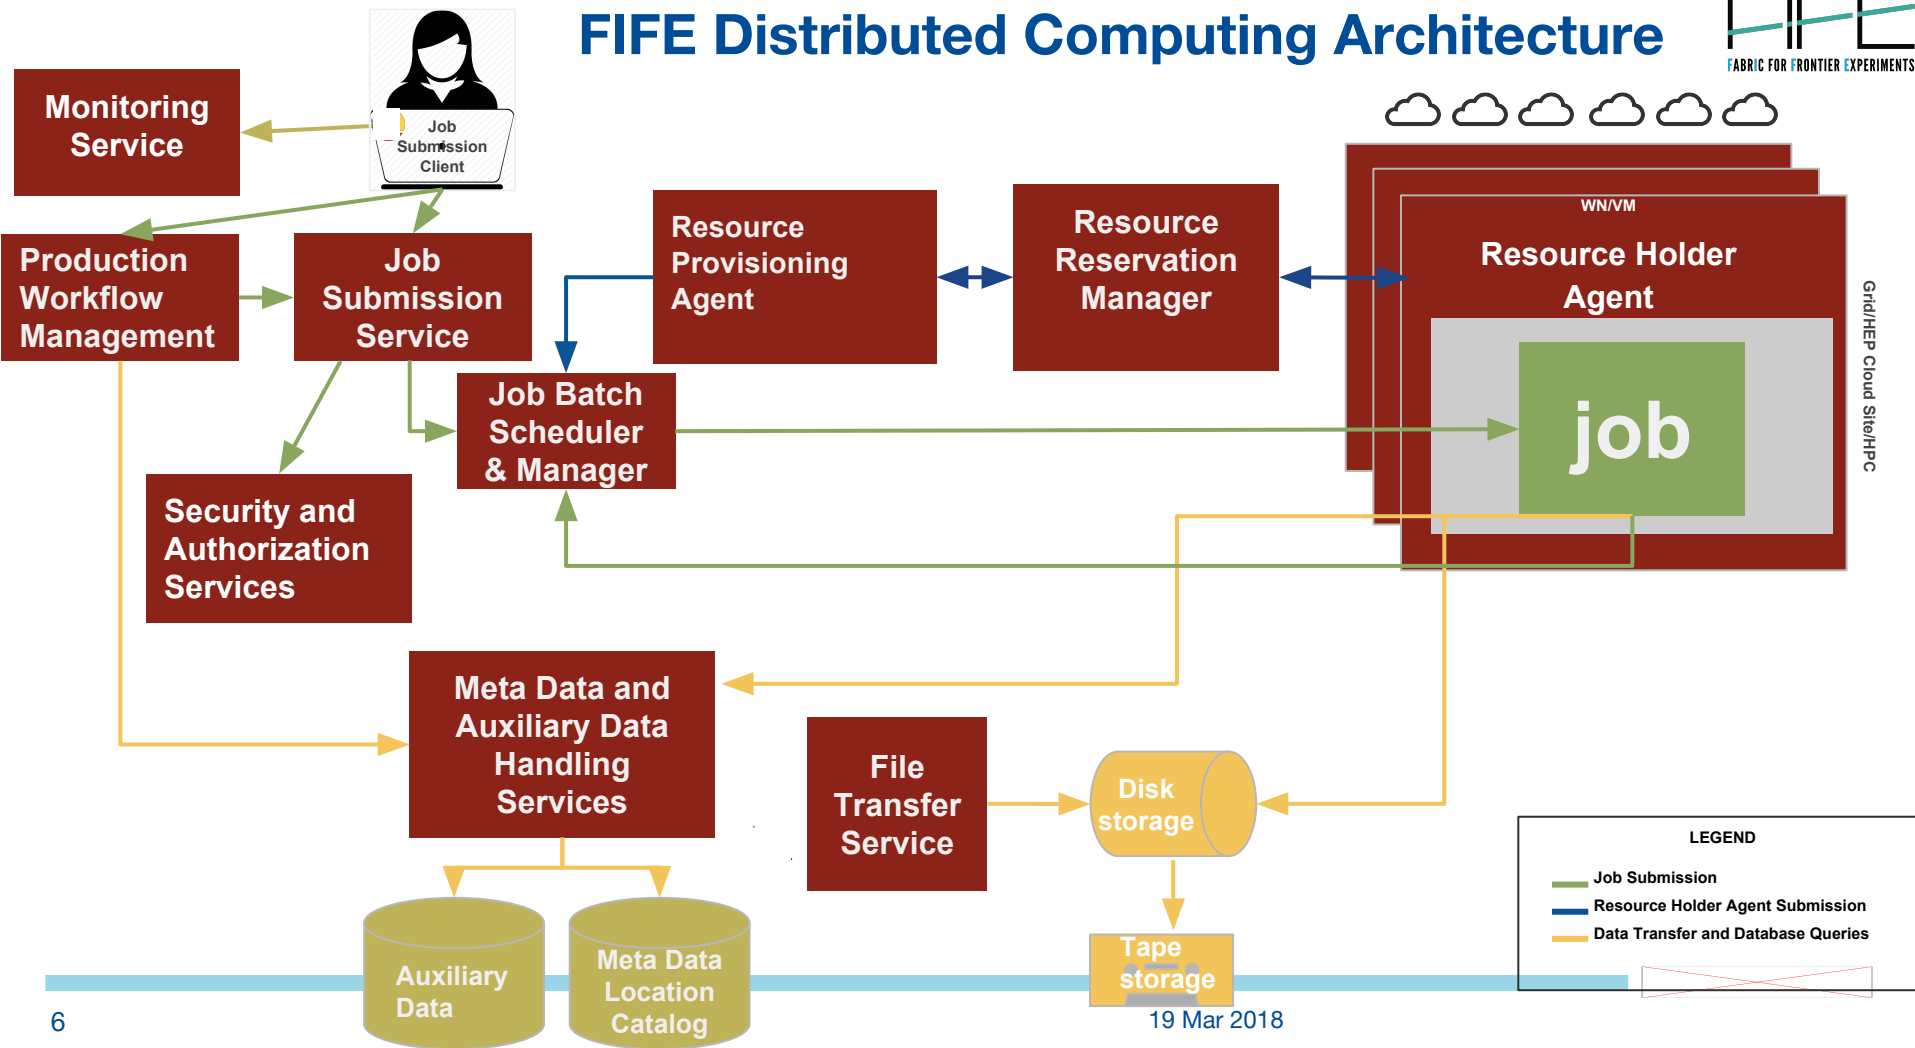 FIFE Distributed Computing Architecture
FABRIC FOR FRONTIER EXPERIMENTS
Monitoring
Service
Job
Submission
Client
Production
Workflow
Management
Job
Submission
Service
Resource
Provisioning
Agent
Resource
Reservation
Manager
WN/VM
Resource Holder
Agent
job
Grid/HEP Cloud Site/HPC
Job Batch
Scheduler
& Manager
Security and
Authorization
Services
Meta Data and
Auxiliary Data
Handling
Services
File
Transfer
Service
Disk
storage
Tape
storage
Auxiliary
Data
Meta Data
Location
Catalog
LEGEND
Job Submission
Resource Holder Agent Submission
Data Transfer and Database Queries
6
19 Mar 2018